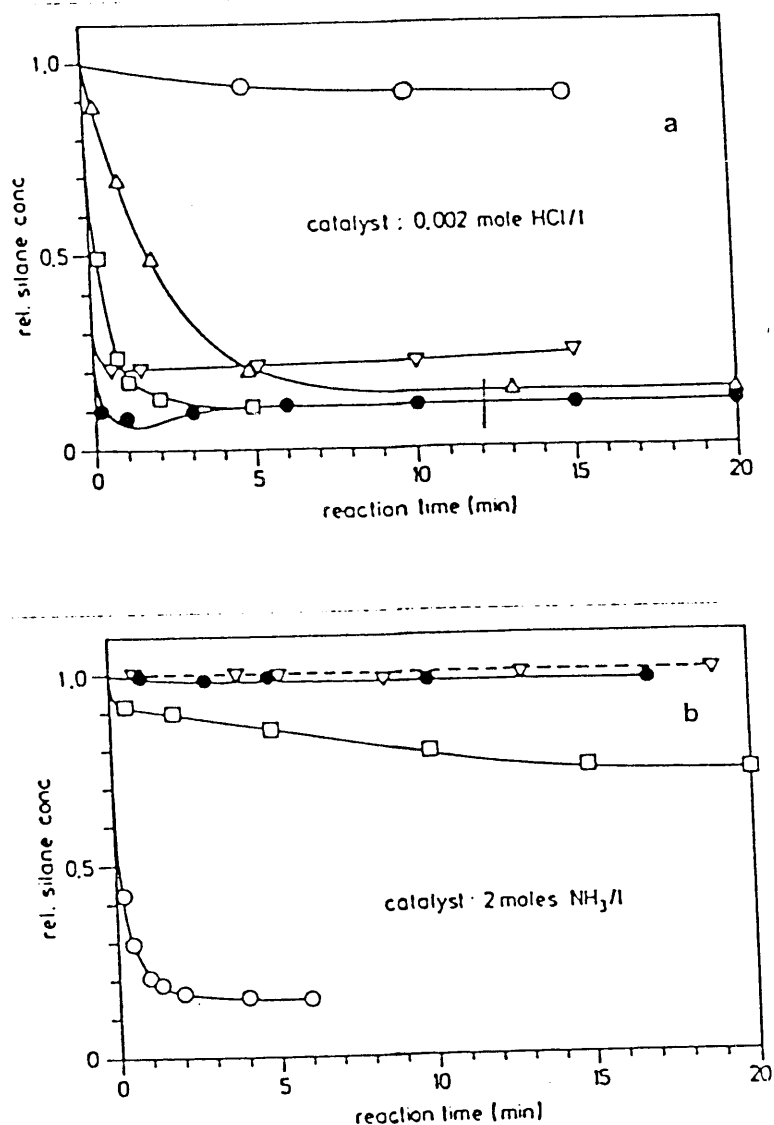 1.0
a
rel. silane conc
catalyst : 0.002 mole HCl/l
0.5
0
0 5 10 15 20
reaction time (min)
1.0
b
rel. silane conc
0.5
catalyst · 2 moles NH₃/l
0
0 5 10 15 20
reaction time (min)